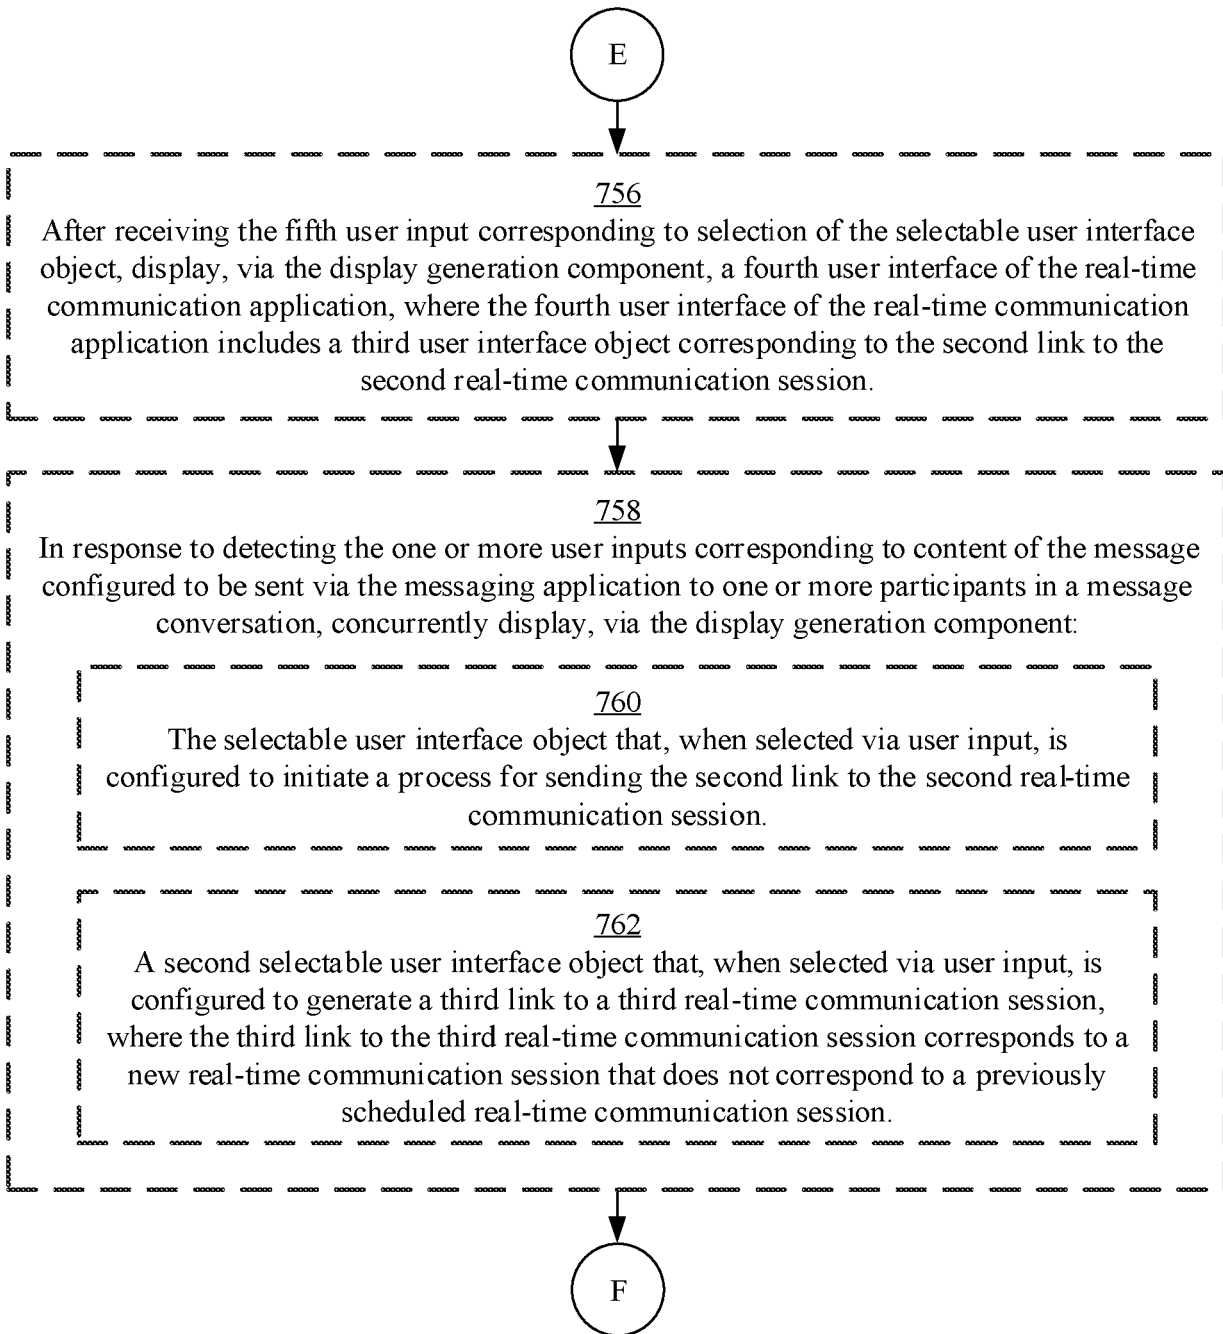 E
756
After receiving the fifth user input corresponding to selection of the selectable user interface
object, display, via the display generation component, a fourth user interface of the real-time
communication application, where the fourth user interface of the real-time communication
application includes a third user interface object corresponding to the second link to the
second real-time communication session.
758
In response to detecting the one or more user inputs corresponding to content of the message
configured to be sent via the messaging application to one or more participants in a message
conversation, concurrently display, via the display generation component:
760
The selectable user interface object that, when selected via user input, is
configured to initiate a process for sending the second link to the second real-time
communication session.
762
A second selectable user interface object that, when selected via user input, is
configured to generate a third link to a third real-time communication session,
where the third link to the third real-time communication session corresponds to a
new real-time communication session that does not correspond to a previously
scheduled real-time communication session.
F